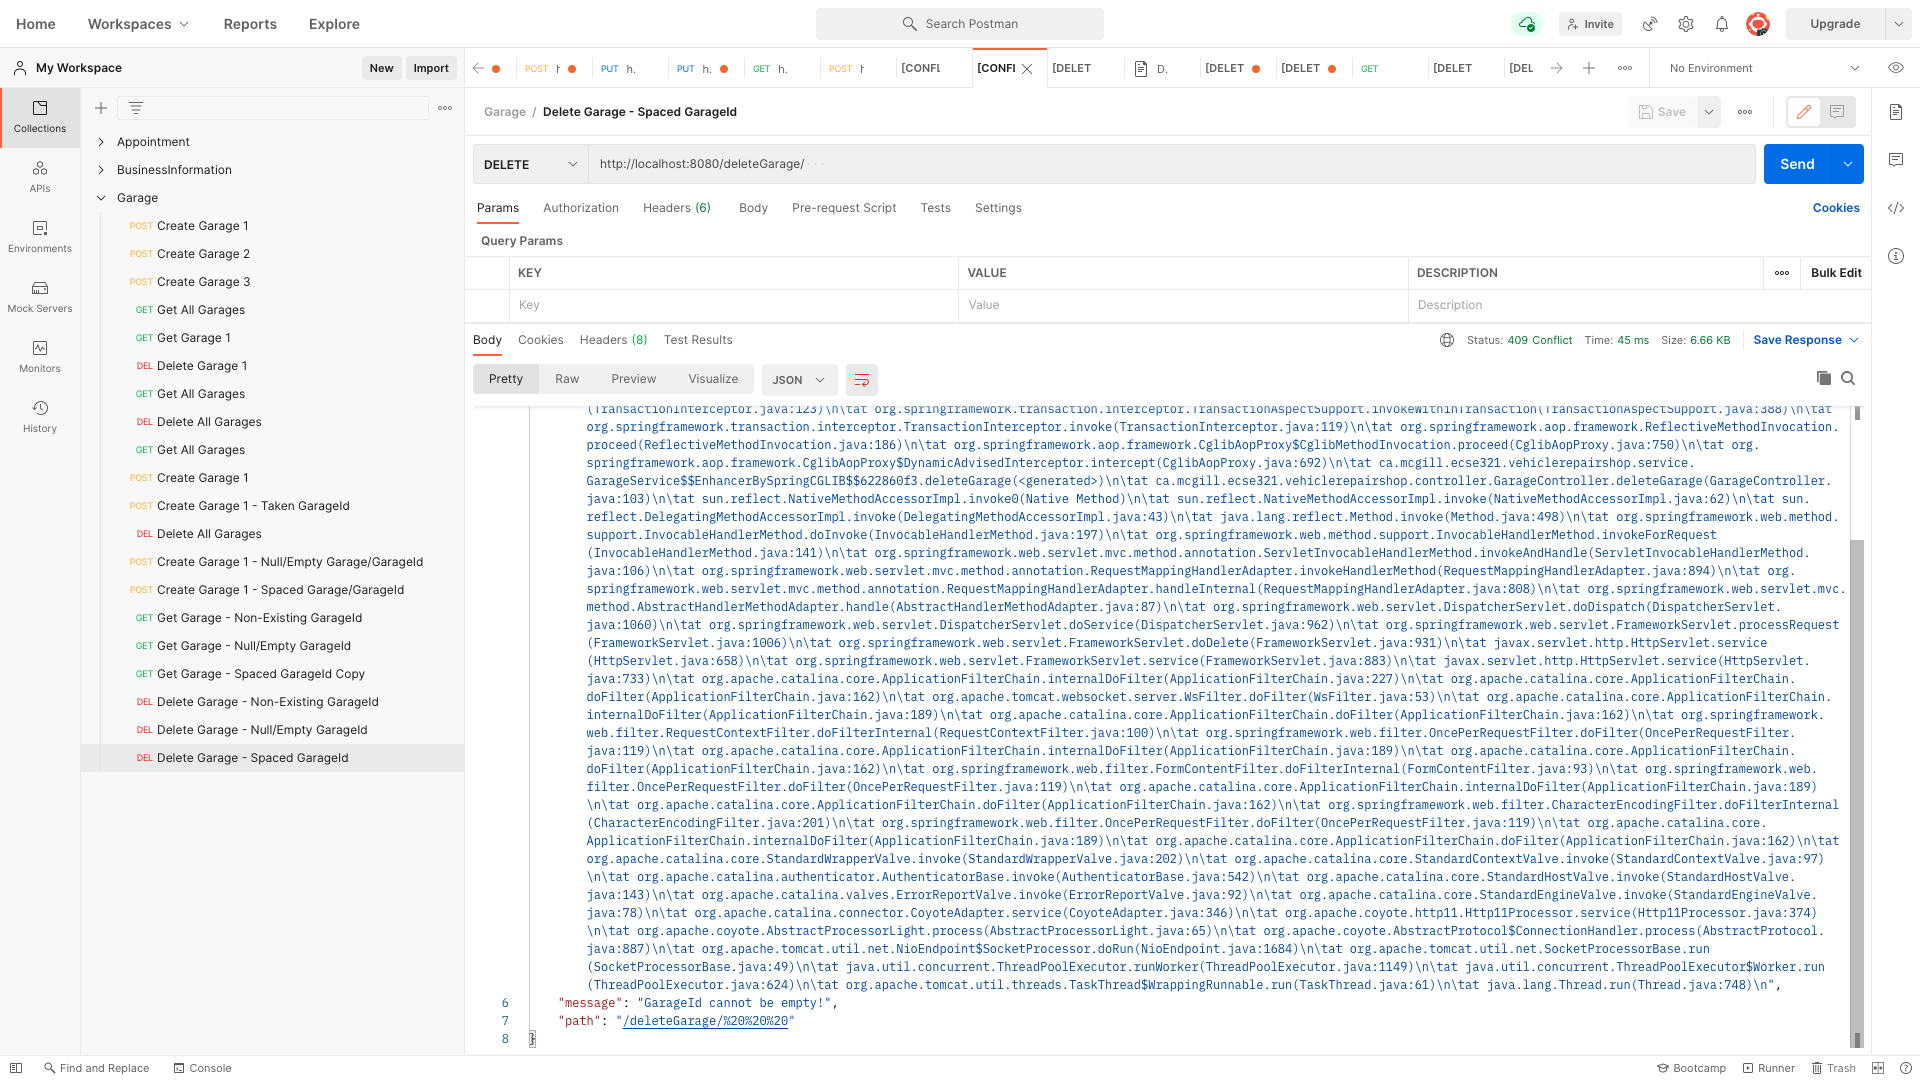 Home
Workspaces
Reports
Explore
Search Postman
Invite
Upgrade
My Workspace
New
Import
POST
PUT h.
PUT h.
GET h.
POST
[CONFL
[CONFI
[DELET
D.
[DELET
[DELET
GET
[DELET
[DEL
No Environment
Collections
APIs
Environments
Mock Servers
Monitors
History
Appointment
BusinessInformation
Garage
POST Create Garage 1
POST Create Garage 2
POST Create Garage 3
GET Get All Garages
GET Get Garage 1
DEL Delete Garage 1
GET Get All Garages
DEL Delete All Garages
GET Get All Garages
POST Create Garage 1
POST Create Garage 1 - Taken GarageId
DEL Delete All Garages
POST Create Garage 1 - Null/Empty Garage/GarageId
POST Create Garage 1 - Spaced Garage/GarageId
GET Get Garage - Non-Existing GarageId
GET Get Garage - Null/Empty GarageId
GET Get Garage - Spaced GarageId Copy
DEL Delete Garage - Non-Existing GarageId
DEL Delete Garage - Null/Empty GarageId
DEL Delete Garage - Spaced GarageId
Garage / Delete Garage - Spaced GarageId
Save
DELETE
http://localhost:8080/deleteGarage/
Send
Params
Authorization
Headers (6)
Body
Pre-request Script
Tests
Settings
Cookies
Query Params
KEY
VALUE
DESCRIPTION
Bulk Edit
Key
Value
Description
Body
Cookies
Headers (8)
Test Results
Status: 409 Conflict
Time: 45 ms
Size: 6.66 KB
Save Response
Pretty
Raw
Preview
Visualize
JSON
(TransactionInterceptor.java:123)\n\tat org.springframework.transaction.interceptor.TransactionAspectSupport.invokeWithinTransaction(TransactionAspectSupport.java:388)\n\tat
org.springframework.transaction.interceptor.TransactionInterceptor.invoke(TransactionInterceptor.java:119)\n\tat org.springframework.aop.framework.ReflectiveMethodInvocation.
proceed(ReflectiveMethodInvocation.java:186)\n\tat org.springframework.aop.framework.CglibAopProxy$CglibMethodInvocation.proceed(CglibAopProxy.java:750)\n\tat org.
springframework.aop.framework.CglibAopProxy$DynamicAdvisedInterceptor.intercept(CglibAopProxy.java:692)\n\tat ca.mcgill.ecse321.vehiclerepairshop.service.
GarageService$$EnhancerBySpringCGLIB$$622860f3.deleteGarage(<generated>)\n\tat ca.mcgill.ecse321.vehiclerepairshop.controller.GarageController.deleteGarage(GarageController.
java:103)\n\tat sun.reflect.NativeMethodAccessorImpl.invoke0(Native Method)\n\tat sun.reflect.NativeMethodAccessorImpl.invoke(NativeMethodAccessorImpl.java:62)\n\tat sun.
reflect.DelegatingMethodAccessorImpl.invoke(DelegatingMethodAccessorImpl.java:43)\n\tat java.lang.reflect.Method.invoke(Method.java:498)\n\tat org.springframework.web.method.
support.InvocableHandlerMethod.doInvoke(InvocableHandlerMethod.java:197)\n\tat org.springframework.web.method.support.InvocableHandlerMethod.invokeForRequest
(InvocableHandlerMethod.java:141)\n\tat org.springframework.web.servlet.mvc.method.annotation.ServletInvocableHandlerMethod.invokeAndHandle(ServletInvocableHandlerMethod.
java:106)\n\tat org.springframework.web.servlet.mvc.method.annotation.RequestMappingHandlerAdapter.invokeHandlerMethod(RequestMappingHandlerAdapter.java:894)\n\tat org.
springframework.web.servlet.mvc.method.annotation.RequestMappingHandlerAdapter.handleInternal(RequestMappingHandlerAdapter.java:808)\n\tat org.springframework.web.servlet.mvc.
method.AbstractHandlerMethodAdapter.handle(AbstractHandlerMethodAdapter.java:87)\n\tat org.springframework.web.servlet.DispatcherServlet.doDispatch(DispatcherServlet.
java:1060)\n\tat org.springframework.web.servlet.DispatcherServlet.doService(DispatcherServlet.java:962)\n\tat org.springframework.web.servlet.FrameworkServlet.processRequest
(FrameworkServlet.java:1006)\n\tat org.springframework.web.servlet.FrameworkServlet.doDelete(FrameworkServlet.java:931)\n\tat javax.servlet.http.HttpServlet.service
(HttpServlet.java:658)\n\tat org.springframework.web.servlet.FrameworkServlet.service(FrameworkServlet.java:883)\n\tat javax.servlet.http.HttpServlet.service(HttpServlet.
java:733)\n\tat org.apache.catalina.core.ApplicationFilterChain.internalDoFilter(ApplicationFilterChain.java:227)\n\tat org.apache.catalina.core.ApplicationFilterChain.
doFilter(ApplicationFilterChain.java:162)\n\tat org.apache.tomcat.websocket.server.WsFilter.doFilter(WsFilter.java:53)\n\tat org.apache.catalina.core.ApplicationFilterChain.
internalDoFilter(ApplicationFilterChain.java:189)\n\tat org.apache.catalina.core.ApplicationFilterChain.doFilter(ApplicationFilterChain.java:162)\n\tat org.springframework.
web.filter.RequestContextFilter.doFilterInternal(RequestContextFilter.java:100)\n\tat org.springframework.web.filter.OncePerRequestFilter.doFilter(OncePerRequestFilter.
java:119)\n\tat org.apache.catalina.core.ApplicationFilterChain.internalDoFilter(ApplicationFilterChain.java:189)\n\tat org.apache.catalina.core.ApplicationFilterChain.
doFilter(ApplicationFilterChain.java:162)\n\tat org.springframework.web.filter.FormContentFilter.doFilterInternal(FormContentFilter.java:93)\n\tat org.springframework.web.
filter.OncePerRequestFilter.doFilter(OncePerRequestFilter.java:119)\n\tat org.apache.catalina.core.ApplicationFilterChain.internalDoFilter(ApplicationFilterChain.java:189)
\n\tat org.apache.catalina.core.ApplicationFilterChain.doFilter(ApplicationFilterChain.java:162)\n\tat org.springframework.web.filter.CharacterEncodingFilter.doFilterInternal
(CharacterEncodingFilter.java:201)\n\tat org.springframework.web.filter.OncePerRequestFilter.doFilter(OncePerRequestFilter.java:119)\n\tat org.apache.catalina.core.
ApplicationFilterChain.internalDoFilter(ApplicationFilterChain.java:189)\n\tat org.apache.catalina.core.ApplicationFilterChain.doFilter(ApplicationFilterChain.java:162)\n\tat
org.apache.catalina.core.StandardWrapperValve.invoke(StandardWrapperValve.java:202)\n\tat org.apache.catalina.core.StandardContextValve.invoke(StandardContextValve.java:97)
\n\tat org.apache.catalina.authenticator.AuthenticatorBase.invoke(AuthenticatorBase.java:542)\n\tat org.apache.catalina.core.StandardHostValve.invoke(StandardHostValve.
java:143)\n\tat org.apache.catalina.valves.ErrorReportValve.invoke(ErrorReportValve.java:92)\n\tat org.apache.catalina.core.StandardEngineValve.invoke(StandardEngineValve.
java:78)\n\tat org.apache.catalina.connector.CoyoteAdapter.service(CoyoteAdapter.java:346)\n\tat org.apache.coyote.http11.Http11Processor.service(Http11Processor.java:374)
\n\tat org.apache.coyote.AbstractProcessorLight.process(AbstractProcessorLight.java:65)\n\tat org.apache.coyote.AbstractProtocol$ConnectionHandler.process(AbstractProtocol.
java:887)\n\tat org.apache.tomcat.util.net.NioEndpoint$SocketProcessor.doRun(NioEndpoint.java:1684)\n\tat org.apache.tomcat.util.net.SocketProcessorBase.run
(SocketProcessorBase.java:49)\n\tat java.util.concurrent.ThreadPoolExecutor.runWorker(ThreadPoolExecutor.java:1149)\n\tat java.util.concurrent.ThreadPoolExecutor$Worker.run
(ThreadPoolExecutor.java:624)\n\tat org.apache.tomcat.util.threads.TaskThread$WrappingRunnable.run(TaskThread.java:61)\n\tat java.lang.Thread.run(Thread.java:748)\n",
6 "message": "GarageId cannot be empty!",
7 "path": "/deleteGarage/%20%20%20"
8 }
Find and Replace
Console
Bootcamp
Runner
Trash